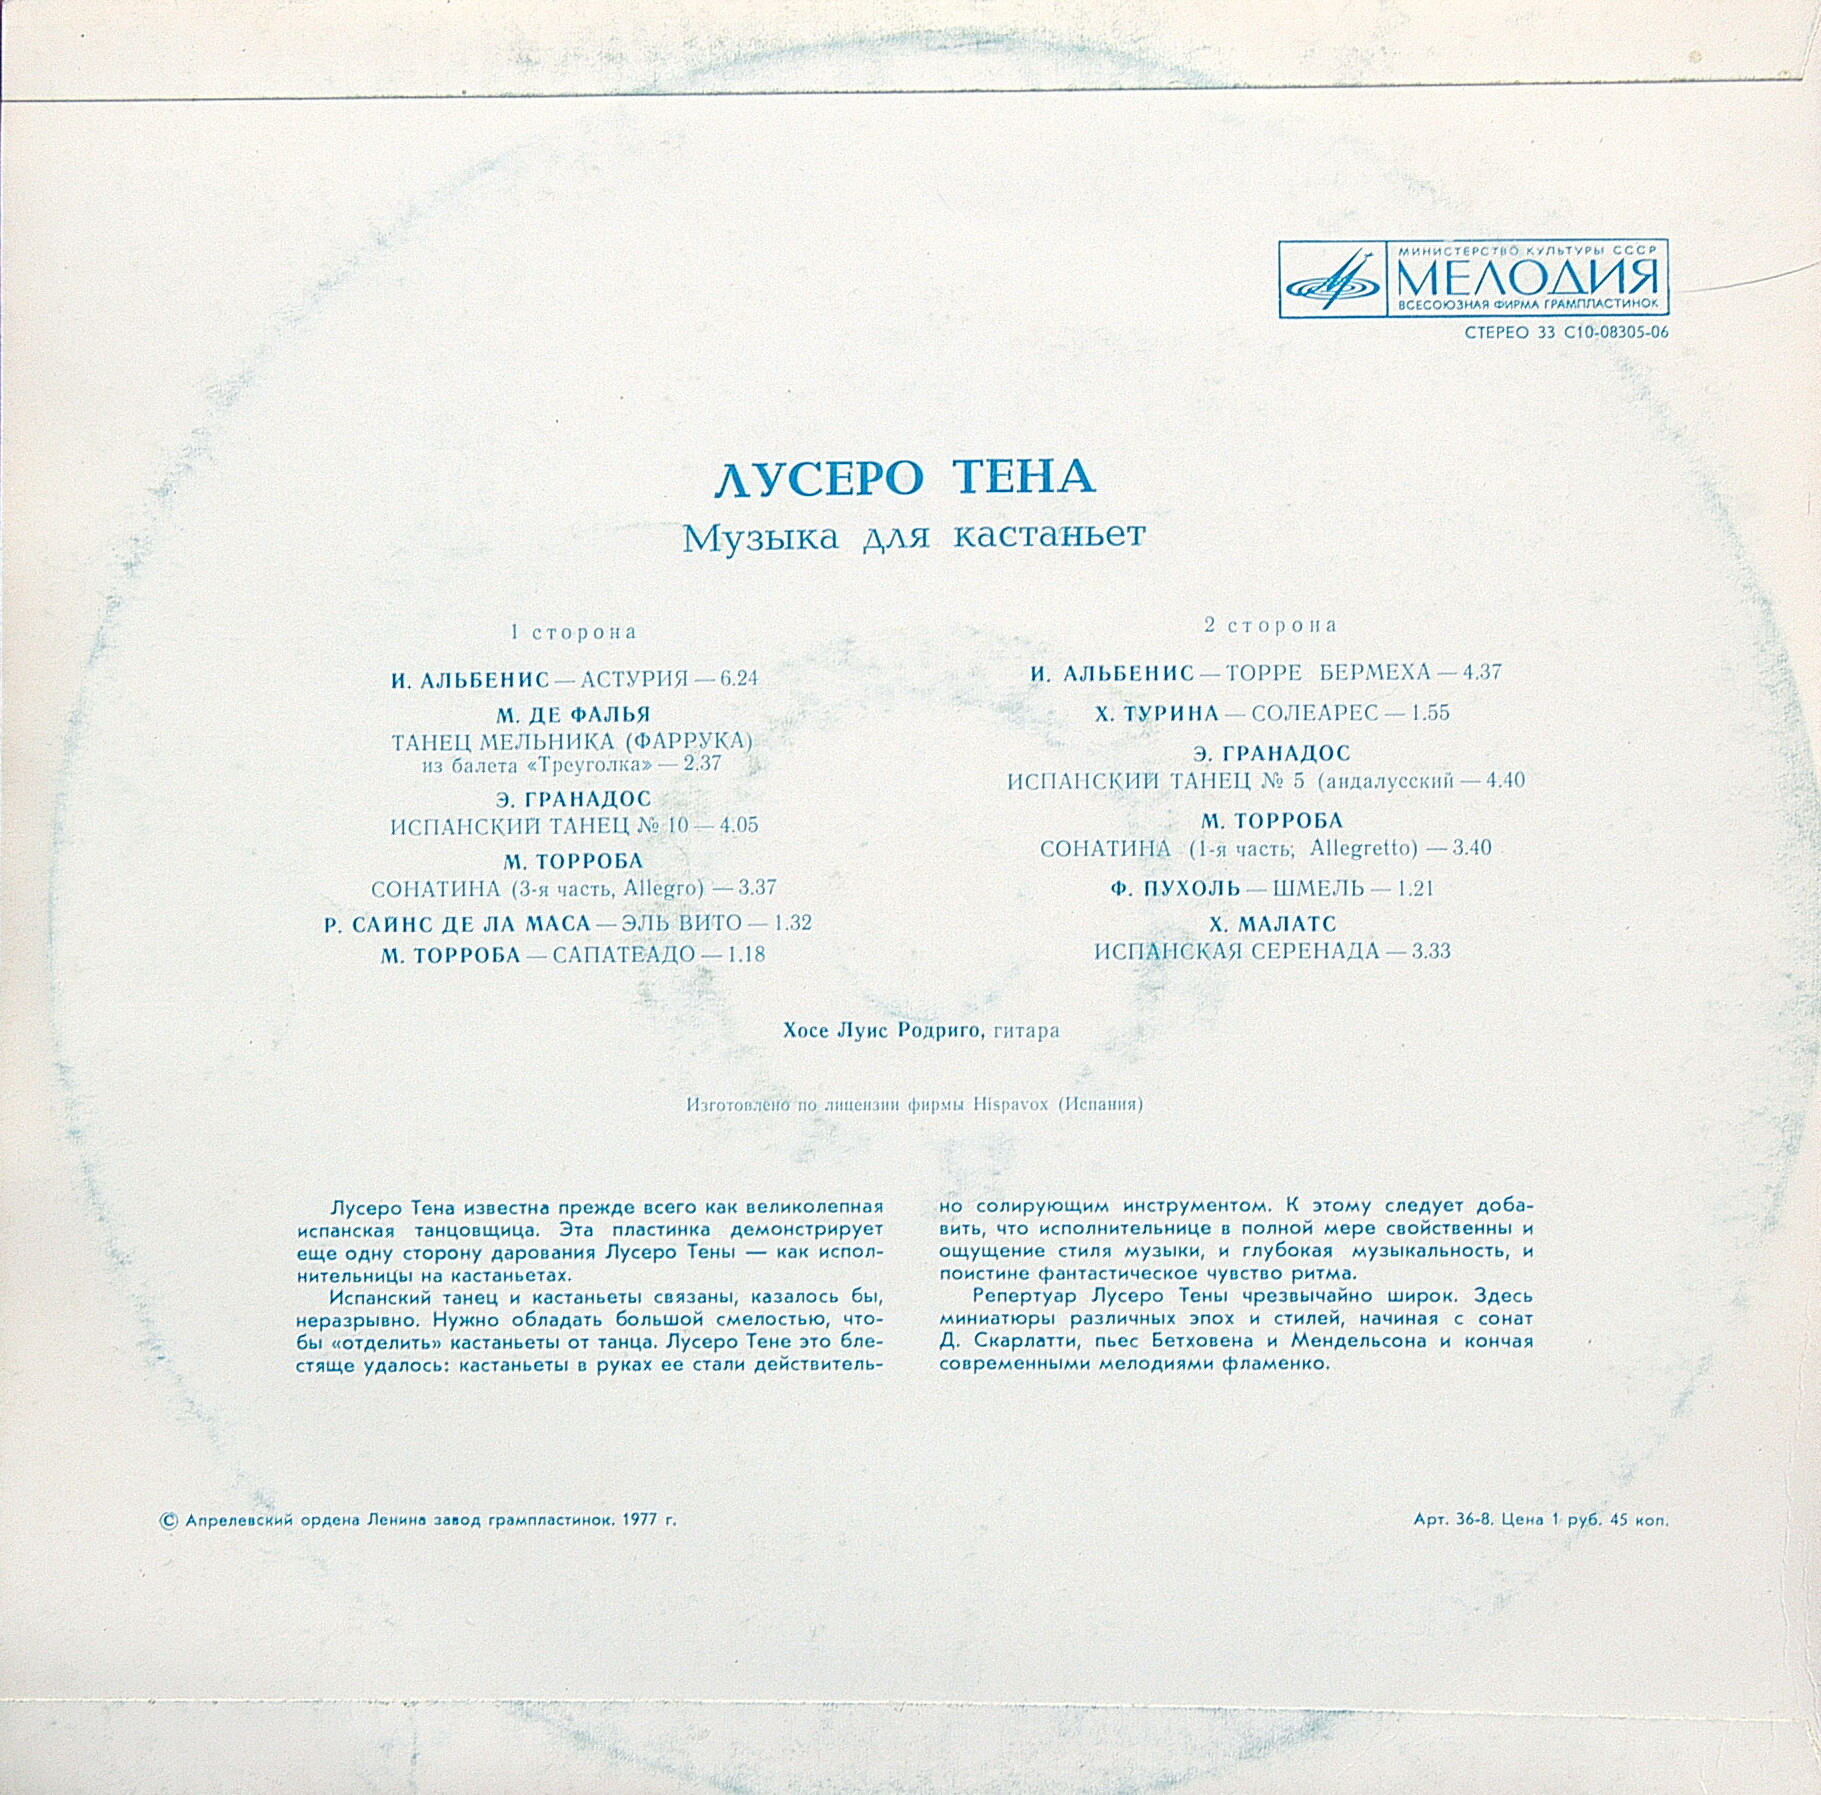 МИНИСТЕРСТВО КУЛЬТУРЫ СССР
МЕЛОДИЯ
ВСЕСОЮЗНАЯ ФИРМА ГРАМПЛАСТИНОК
СТЕРЕО 33 С10-08305-06
ЛУСЕРО ТЕНА
Музыка для кастаньет
1 сторона
И. АЛЬБЕНИС — АСТУРИЯ — 6.24
М. ДЕ ФАЛЬЯ
ТАНЕЦ МЕЛЬНИКА (ФАРРУКА)
из балета «Треуголка» — 2.37
Э. ГРАНАДОС
ИСПАНСКИЙ ТАНЕЦ № 10 — 4.05
М. ТОРРОБА
СОНАТИНА (3-я часть, Allegro) — 3.37
Р. САИНС ДЕ ЛА МАСА — ЭЛЬ ВИТО — 1.32
М. ТОРРОБА — САПАТЕАДО — 1.18
2 сторона
И. АЛЬБЕНИС — ТОРРЕ БЕРМЕХА — 4.37
Х. ТУРИНА — СОЛЕАРЕС — 1.55
Э. ГРАНАДОС
ИСПАНСКИЙ ТАНЕЦ № 5 (андалусский — 4.40
М. ТОРРОБА
СОНАТИНА (1-я часть, Allegretto) — 3.40
Ф. ПУХОЛЬ — ШМЕЛЬ — 1.21
Х. МАЛАТС
ИСПАНСКАЯ СЕРЕНАДА — 3.33
Хосе Луис Родриго, гитара
Изготовлено по лицензии фирмы Hispavox (Испания)
Лусеро Тена известна прежде всего как великолепная
испанская танцовщица. Эта пластинка демонстрирует
еще одну сторону дарования Лусеро Тены — как испол-
нительницы на кастаньетах.
Испанский танец и кастаньеты связаны, казалось бы,
неразрывно. Нужно обладать большой смелостью, что-
бы «отделить» кастаньеты от танца. Лусеро Тене это бле-
стяще удалось: кастаньеты в руках ее стали действитель-
но солирующим инструментом. К этому следует доба-
вить, что исполнительнице в полной мере свойственны и
ощущение стиля музыки, и глубокая музыкальность, и
поистине фантастическое чувство ритма.
Репертуар Лусеро Тены чрезвычайно широк. Здесь
миниатюры различных эпох и стилей, начиная с сонат
Д. Скарлатти, пьес Бетховена и Мендельсона и кончая
современными мелодиями фламенко.
© Апрелевский ордена Ленина завод грампластинок. 1977 г.
Арт. 36-8. Цена 1 руб. 45 коп.